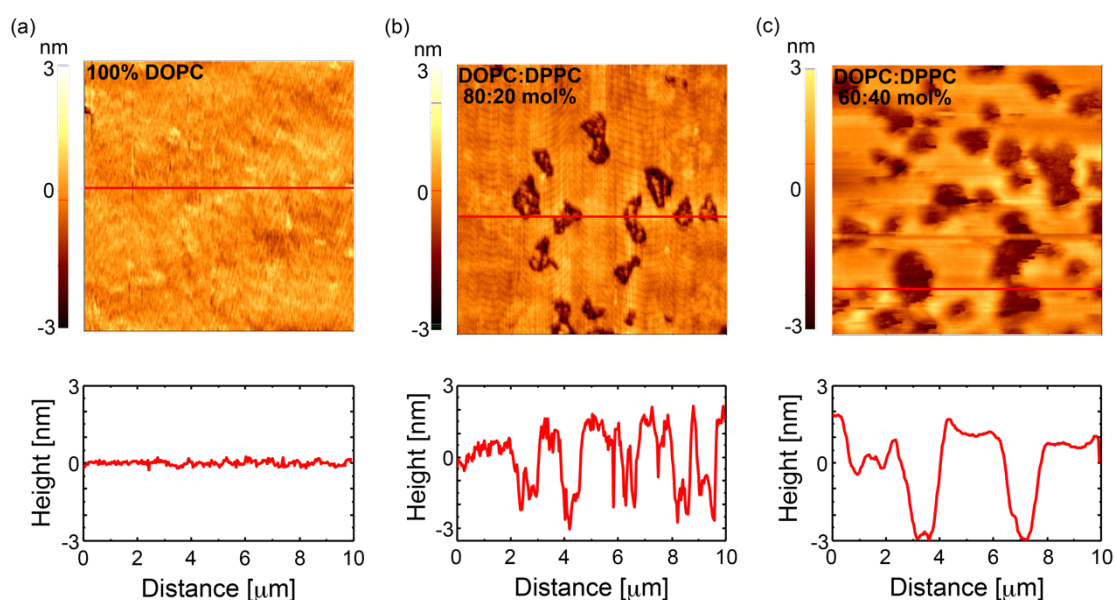 (a)
nm
3
0
-3
100% DOPC
3
0
-3
Height [nm]
0 2 4 6 8 10
Distance [μm]
(b)
nm
3
0
-3
DOPC:DPPC
80:20 mol%
3
0
-3
Height [nm]
0 2 4 6 8 10
Distance [μm]
(c)
nm
3
0
-3
DOPC:DPPC
60:40 mol%
3
0
-3
Height [nm]
0 2 4 6 8 10
Distance [μm]